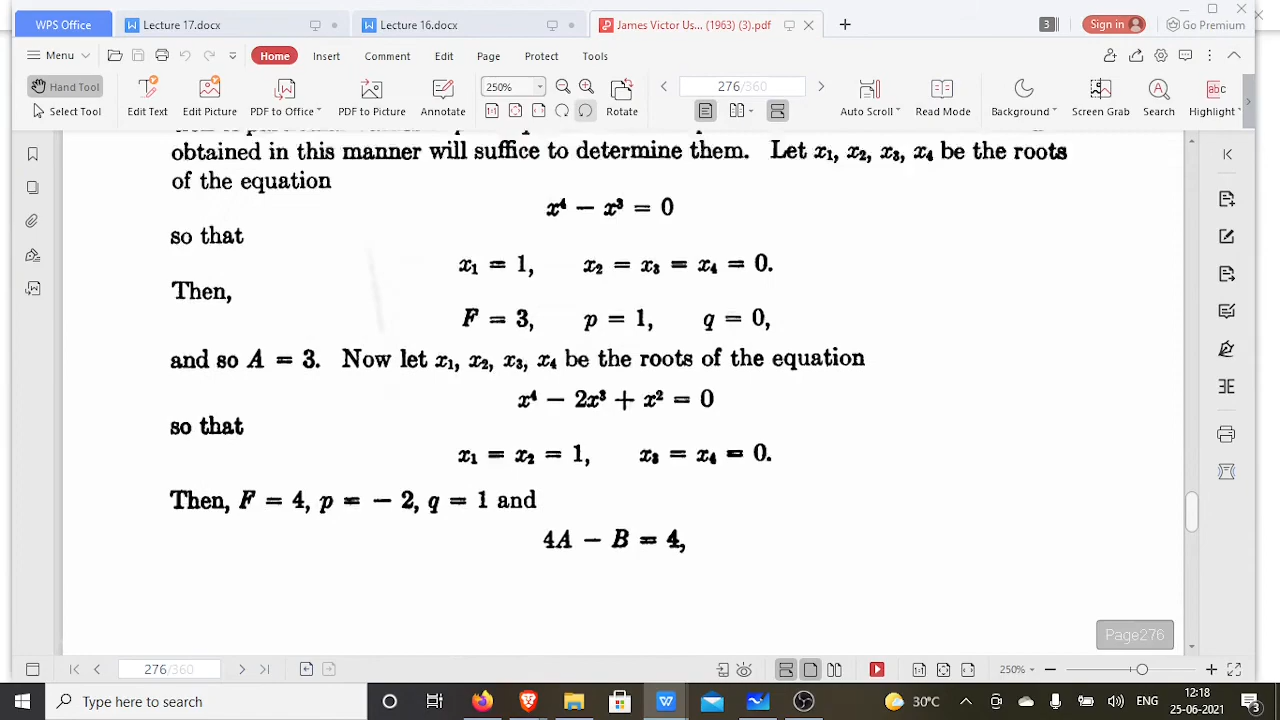 WPS Office
Lecture 17.docx
Lecture 16.docx
James Victor Us... (1963) (3).pdf
3
Sign in
Go Premium
Menu
Home
Insert
Comment
Edit
Page
Protect
Tools
Hand Tool
Select
Edit Text
Edit Picture
PDF to Office
PDF to Picture
Annotate
250%
Rotate
276/360
Auto Scroll
Read Mode
Background
Screen Grab
Search
Highlight
obtained in this manner will suffice to determine them. Let x₁, x₂, x₃, x₄ be the roots
of the equation
x⁴ − x³ = 0
so that
x₁ = 1, x₂ = x₃ = x₄ = 0.
Then,
F = 3, p = 1, q = 0,
and so A = 3. Now let x₁, x₂, x₃, x₄ be the roots of the equation
x⁴ − 2x³ + x² = 0
so that
x₁ = x₂ = 1, x₃ = x₄ = 0.
Then, F = 4, p = − 2, q = 1 and
4A − B = 4,
Page276
276/360
250%
Type here to search
30°C
ENG
12:18
25-06-2021
3